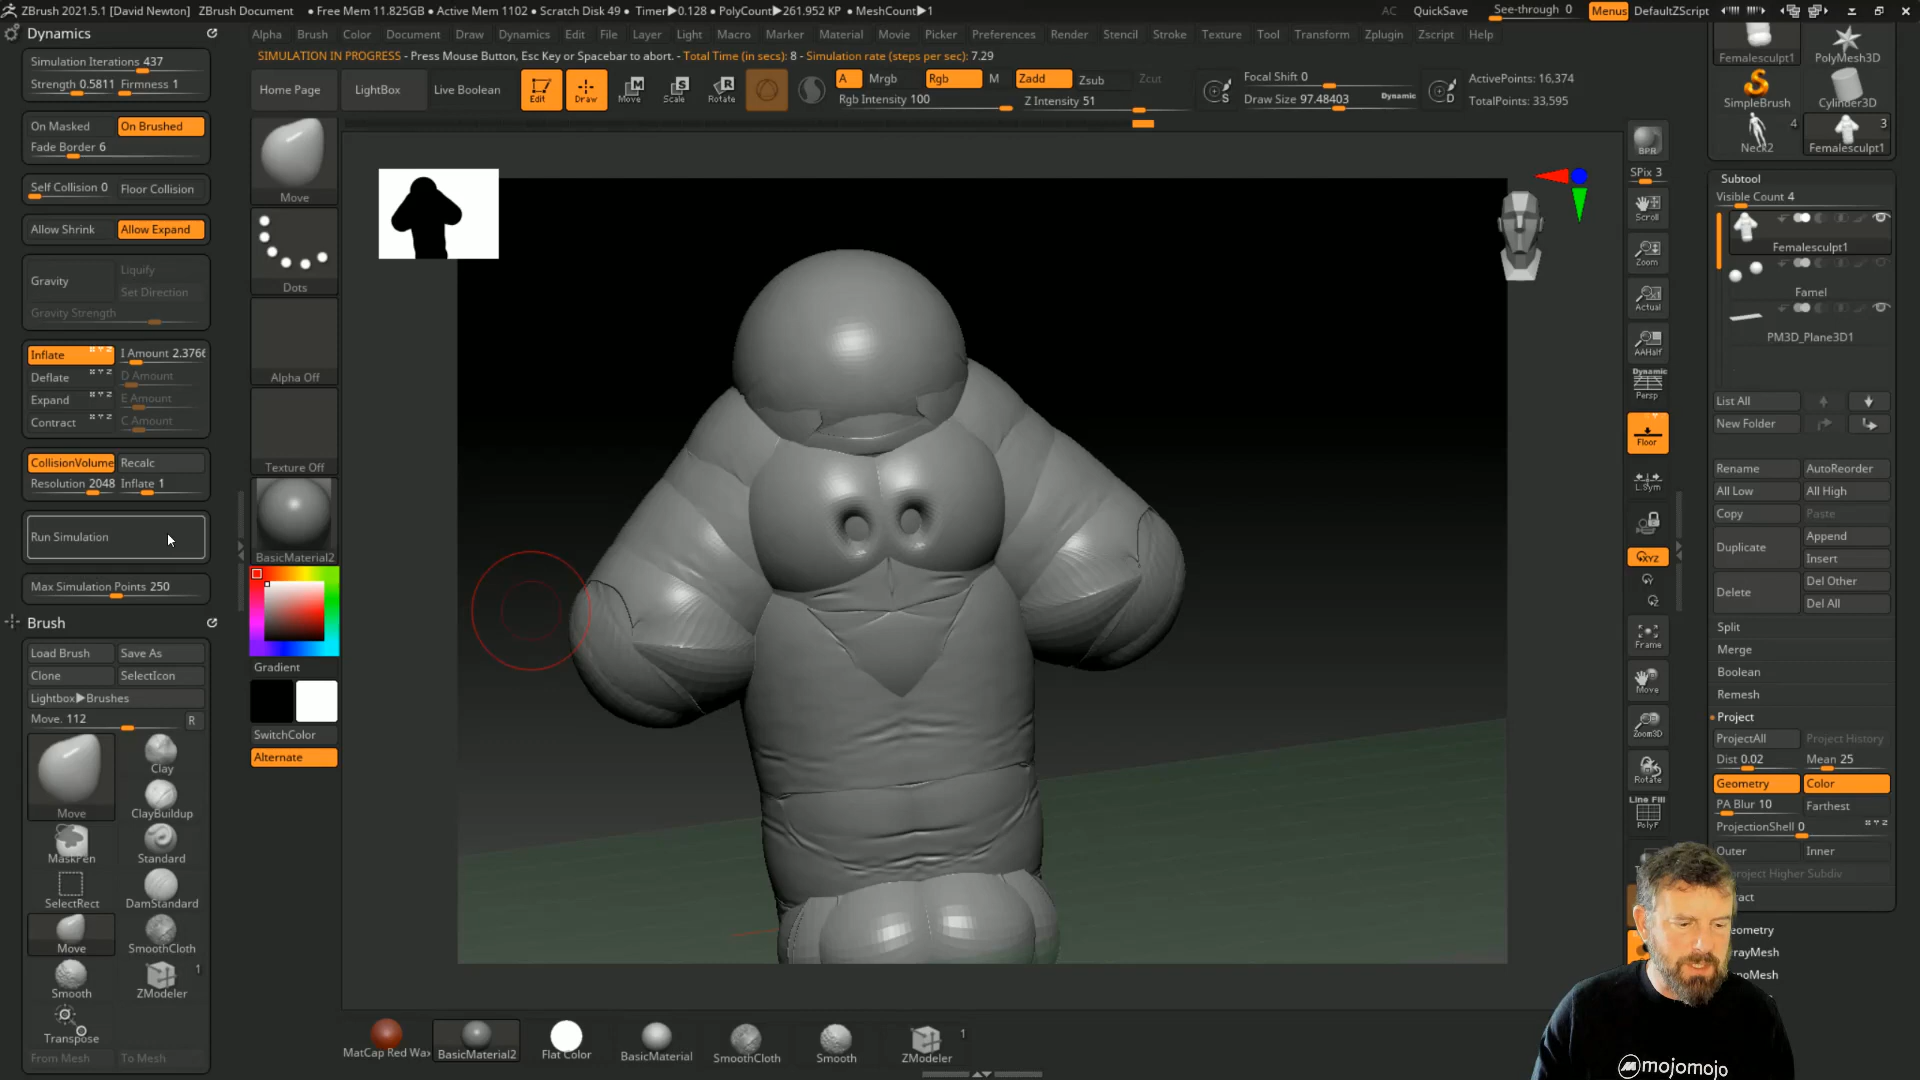 ZBrush 2021.5.1 [David Newton] ZBrush Document • Free Mem 11.825GB • Active Mem 1102 • Scratch Disk 49 • Timer▶0.128 • PolyCount▶261.952 KP • MeshCount▶1 AC QuickSave See-through 0 Menus DefaultZScript
Alpha Brush Color Document Draw Dynamics Edit File Layer Light Macro Marker Material Movie Picker Preferences Render Stencil Stroke Texture Tool Transform Zplugin Zscript Help
SIMULATION IN PROGRESS - Press Mouse Button, Esc Key or Spacebar to abort. - Total Time (in secs): 8 - Simulation rate (steps per sec): 7.29
Dynamics
Simulation Iterations 437
Strength 0.5811 Firmness 1
On Masked On Brushed
Fade Border 6
Self Collision 0 Floor Collision
Allow Shrink Allow Expand
Gravity Liquify
Set Direction
Gravity Strength
Inflate I Amount 2.3766
Deflate D Amount
Expand E Amount
Contract C Amount
CollisionVolume Recalc
Resolution 2048 Inflate 1
Run Simulation
Max Simulation Points 250
Brush
Load Brush Save As
Clone SelectIcon
Lightbox▶Brushes
Move. 112 R
Move
Clay
ClayBuildup
MaskPen Standard
SelectRect DamStandard
Move SmoothCloth
Smooth ZModeler 1
Transpose
From Mesh To Mesh
Home Page LightBox Live Boolean
Edit Draw Move Scale Rotate
A Mrgb Rgb M Zadd Zsub Zcut
Rgb Intensity 100 Z Intensity 51
S Focal Shift 0
Draw Size 97.48403 Dynamic D
ActivePoints: 16,374
TotalPoints: 33,595
Move
Dots
Alpha Off
Texture Off
BasicMaterial2
Gradient
SwitchColor
Alternate
BPR
SPix 3
Scroll
Zoom
Actual
AAHalf
Dynamic
Persp
Floor
L.Sym
XYZ
Frame
Move
Zoom3D
Rotate
Line Fill
PolyF
Femalesculpt1 PolyMesh3D
SimpleBrush Cylinder3D
4 3
Neck2 Femalesculpt1
Subtool
Visible Count 4
Femalesculpt1
Famel
PM3D_Plane3D1
List All
New Folder
Rename AutoReorder
All Low All High
Copy Paste
Duplicate Append
Insert
Delete Del Other
Del All
Split
Merge
Boolean
Remesh
Project
ProjectAll Project History
Dist 0.02 Mean 25
Geometry Color
PA Blur 10 Farthest
ProjectionShell 0
Outer Inner
MatCap Red Wax BasicMaterial2 Flat Color BasicMaterial SmoothCloth Smooth ZModeler 1
mojomojo